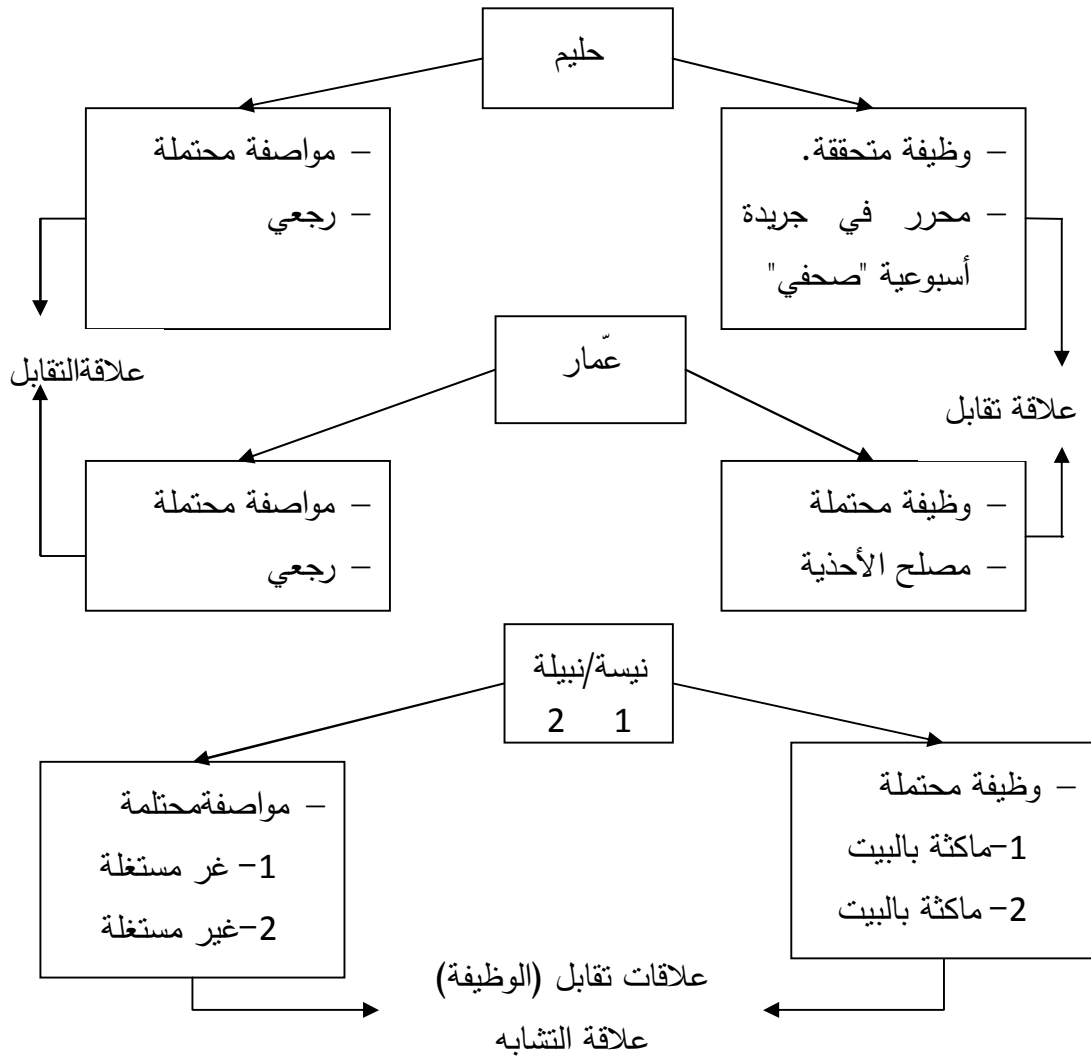 حليم
– وظيفة متحققة.
– محرر في جريدة
أسبوعية "صحفي"
– مواصفة محتملة
– رجعي
علاقة تقابل
علاقةالتقابل
عّمار
– وظيفة محتملة
– مصلح الأحذية
– مواصفة محتملة
– رجعي
نيسة/نبيلة
1 2
– وظيفة محتملة
1–ماكثة بالبيت
2– ماكثة بالبيت
– مواصفةمحتلمة
1– غر مستغلة
2–غير مستغلة
علاقات تقابل (الوظيفة)
علاقة التشابه